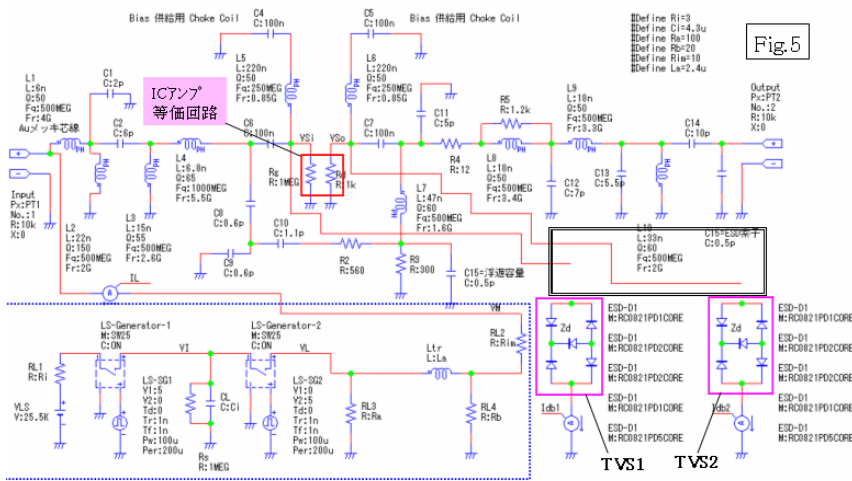 Bias 供給用 Choke Coil
Bias 供給用 Choke Coil
#Define Ri=3
#Define Ci=4.3u
#Define Ra=100
#Define Rb=20
#Define Rim=10
#Define La=2.4u
Fig.5
C4
C:100n
C5
C:100n
L1
L:6n
Q:50
Fq:500MEG
Fr:4G
Auメッキ芯線
C1
C:2p
C2
C:6p
L5
L:220n
Q:50
Fq:250MEG
Fr:0.85G
L6
L:220n
Q:50
Fq:250MEG
Fr:0.85G
ICアンプ
等価回路
C6
C:100n
VSi
VSo
C7
C:100n
C11
C:5p
R5
R:1.2k
L9
L:18n
Q:50
Fq:500MEG
Fr:3.3G
C14
C:10p
Output
Px:PT2
No.:2
R:10k
X:0
Input
Px:PT1
No.:1
R:10k
X:0
L2
L:22n
Q:150
Fq:500MEG
Fr:2G
L3
L:15n
Q:55
Fq:500MEG
Fr:2.6G
L4
L:6.8n
Q:65
Fq:1000MEG
Fr:5.5G
Rg
R:1MEG
Rd
R:1k
R4
R:12
L8
L:18n
Q:50
Fq:500MEG
Fr:3.4G
C12
C:7p
C13
C:5.5p
L7
L:47n
Q:60
Fq:500MEG
Fr:1.6G
C8
C:0.6p
C9
C:0.6p
C10
C:1.1p
R2
R:560
R3
R:300
C15=浮遊容量
C:0.5p
L10
L:33n
Q:60
Fq:500MEG
Fr:2G
C15=ESD素子
C:0.5p
IL
VM
LS-Generator-1
M:SW25
C:ON
LS-Generator-2
M:SW25
C:ON
VI
VL
RL1
R:Ri
VLS
V:25.5K
LS-SG1
V1:5
V2:0
Td:0
Tr:1n
Tf:1n
Pw:100u
Per:200u
CL
C:Ci
Rs
R:1MEG
LS-SG2
V1:0
V2:5
Td:0
Tr:1n
Tf:1n
Pw:100u
Per:200u
RL3
R:Ra
Ltr
L:La
RL2
R:Rim
RL4
R:Rb
Zd
ESD-D1
M:RC0821PD1CORE
ESD-D1
M:RC0821PD2CORE
ESD-D1
M:RC0821PD2CORE
ESD-D1
M:RC0821PD1CORE
ESD-D1
M:RC0821PD5CORE
Idb1
TVS1
Zd
ESD-D1
M:RC0821PD1CORE
ESD-D1
M:RC0821PD2CORE
ESD-D1
M:RC0821PD2CORE
ESD-D1
M:RC0821PD1CORE
ESD-D1
M:RC0821PD5CORE
Idb2
TVS2